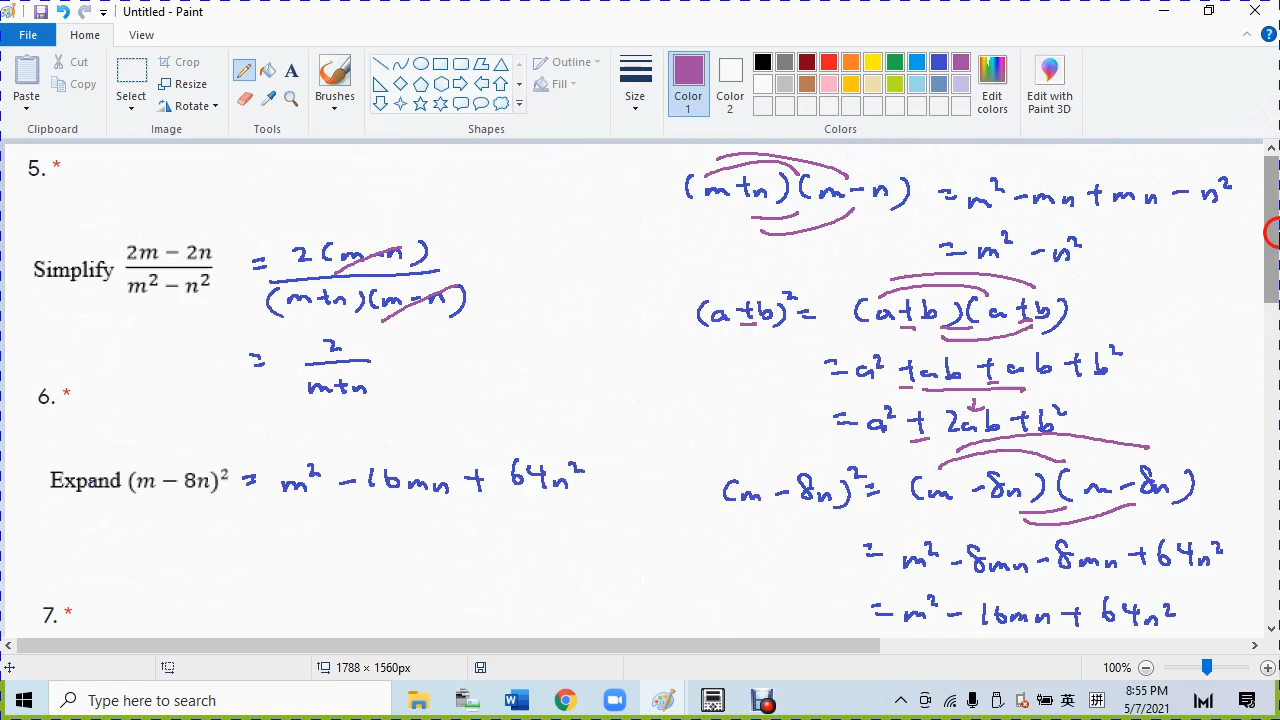 Untitled - Paint
File Home View
Paste Cut Copy Select Crop Resize Rotate Brushes Outline Fill Size Color 1 Color 2 Edit colors Edit with Paint 3D
Clipboard Image Tools Shapes Colors
5. *
(m+n)(m-n) = m² - mn + mn - n²
= m² - n²
Simplify (2m − 2n)/(m² − n²) = 2(m-n)/((m+n)(m-n))
(a+b)² = (a+b)(a+b)
= 2/(m+n)
= a² + ab + ab + b²
6. *
= a² + 2ab + b²
Expand (m − 8n)² = m² - 16mn + 64n²
(m - 8n)² = (m - 8n)(m - 8n)
= m² - 8mn - 8mn + 64n²
7. *
= m² - 16mn + 64n²
1788 × 1560px 100%
Type here to search
英 拼 8:55 PM
5/7/2021